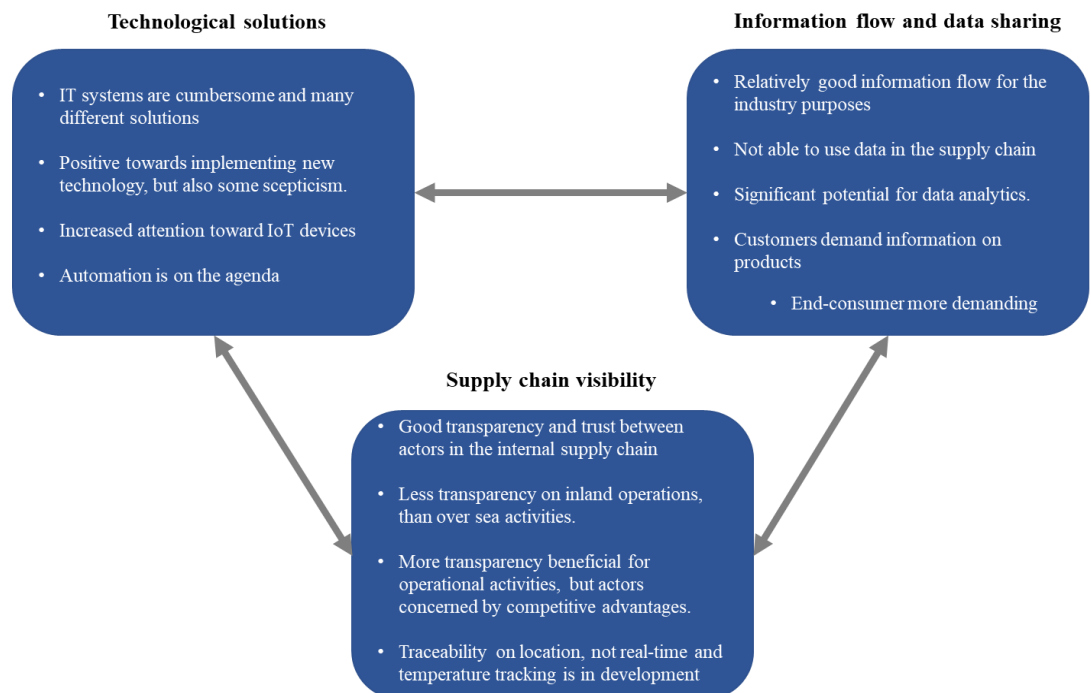 Technological solutions
• IT systems are cumbersome and many
different solutions
• Positive towards implementing new
technology, but also some scepticism.
• Increased attention toward IoT devices
• Automation is on the agenda
Information flow and data sharing
• Relatively good information flow for the
industry purposes
• Not able to use data in the supply chain
• Significant potential for data analytics.
• Customers demand information on
products
• End-consumer more demanding
Supply chain visibility
• Good transparency and trust between
actors in the internal supply chain
• Less transparency on inland operations,
than over sea activities.
• More transparency beneficial for
operational activities, but actors
concerned by competitive advantages.
• Traceability on location, not real-time and
temperature tracking is in development